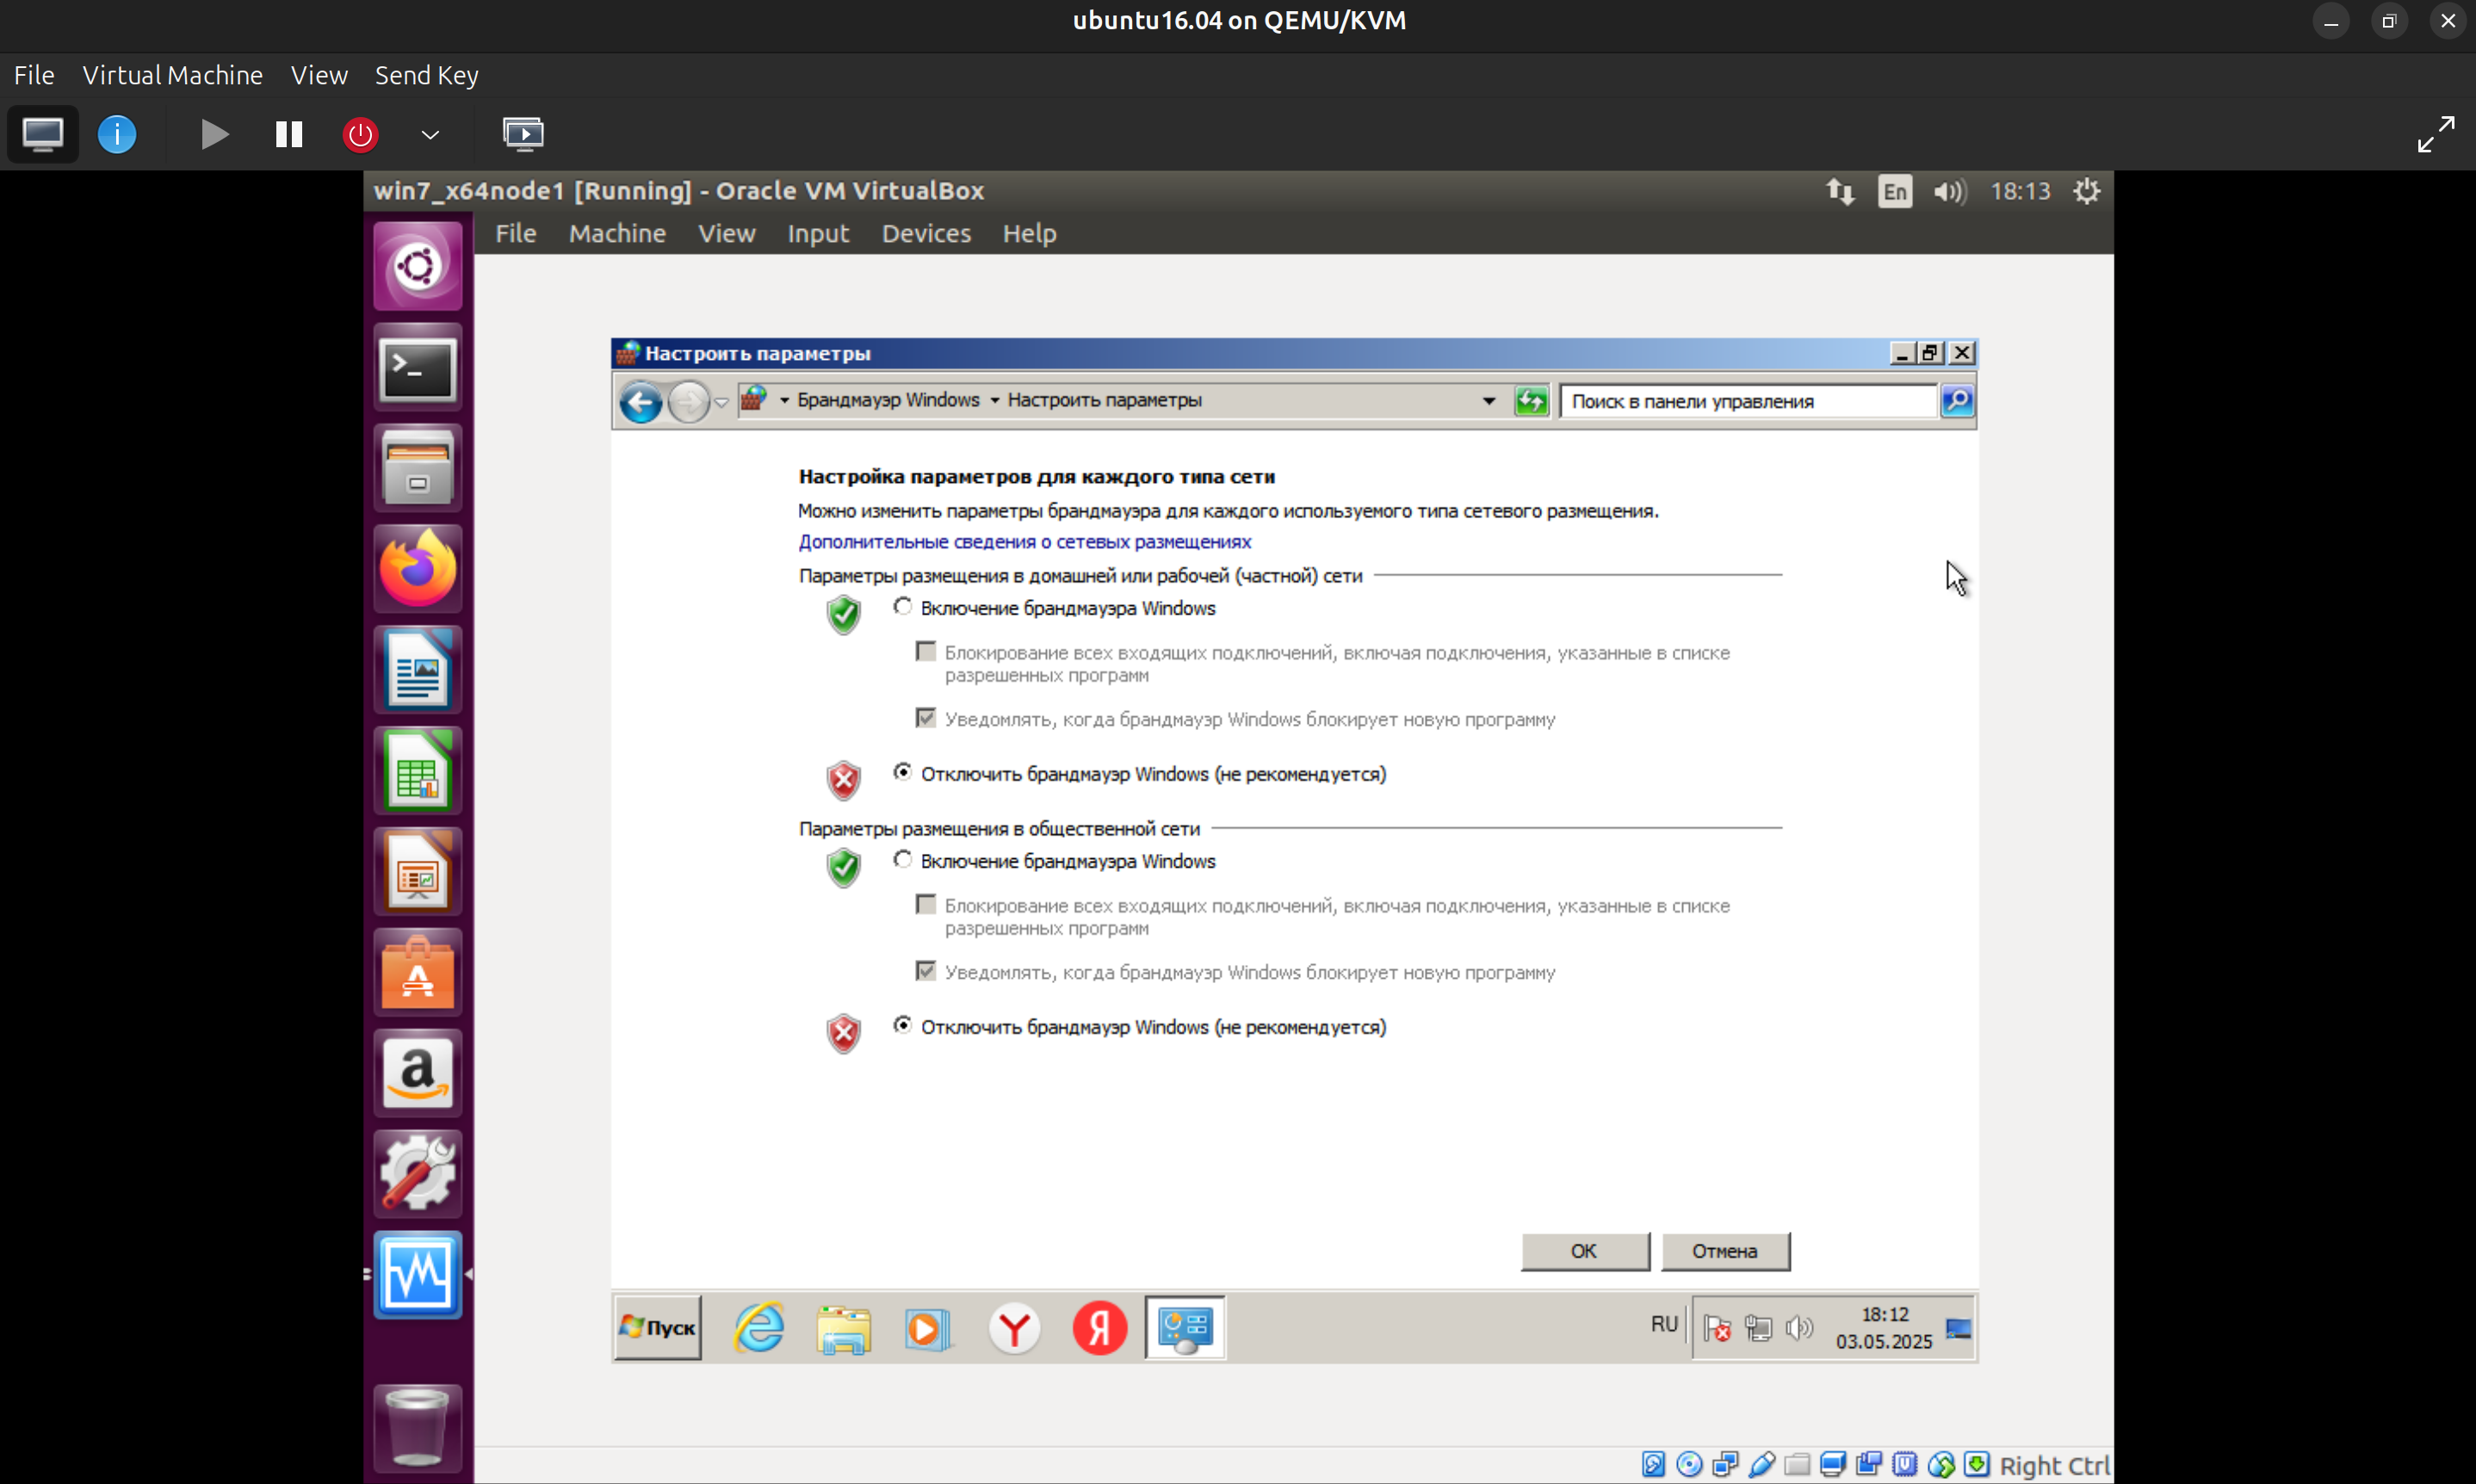 ubuntu16.04 on QEMU/KVM
File Virtual Machine View Send Key
win7_x64node1 [Running] - Oracle VM VirtualBox
En
18:13
File Machine View Input Devices Help
Настроить параметры
Брандмауэр Windows
Настроить параметры
Поиск в панели управления
Настройка параметров для каждого типа сети
Можно изменить параметры брандмауэра для каждого используемого типа сетевого размещения.
Дополнительные сведения о сетевых размещениях
Параметры размещения в домашней или рабочей (частной) сети
Включение брандмауэра Windows
Блокирование всех входящих подключений, включая подключения, указанные в списке
разрешенных программ
Уведомлять, когда брандмауэр Windows блокирует новую программу
Отключить брандмауэр Windows (не рекомендуется)
Параметры размещения в общественной сети
Включение брандмауэра Windows
Блокирование всех входящих подключений, включая подключения, указанные в списке
разрешенных программ
Уведомлять, когда брандмауэр Windows блокирует новую программу
Отключить брандмауэр Windows (не рекомендуется)
OK
Отмена
Пуск
RU
18:12
03.05.2025
Right Ctrl